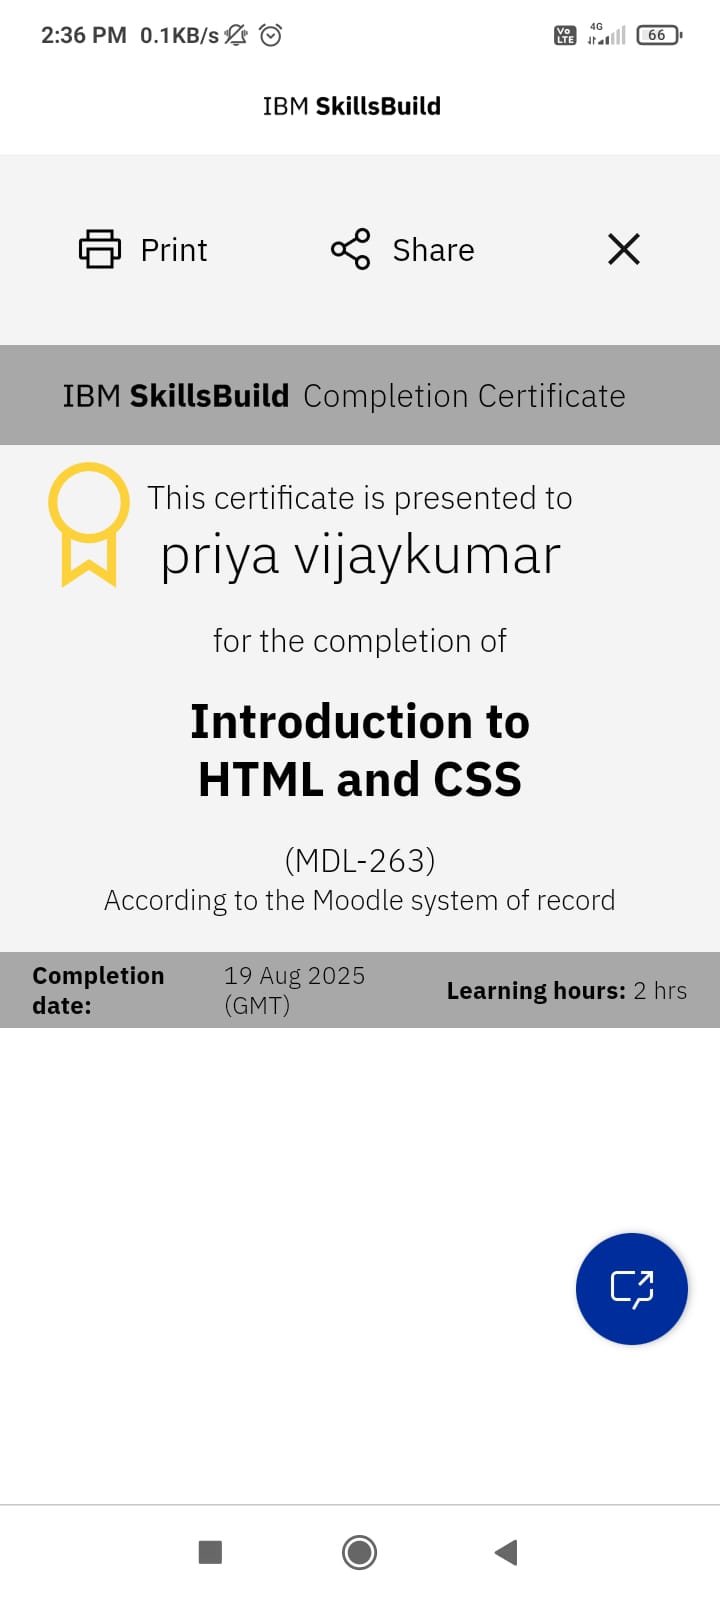 2:36 PM 0.1KB/s
Vo LTE 4G 66
IBM SkillsBuild
Print Share
IBM SkillsBuild Completion Certificate
This certificate is presented to
priya vijaykumar
for the completion of
Introduction to
HTML and CSS
(MDL-263)
According to the Moodle system of record
Completion date: 19 Aug 2025 (GMT) Learning hours: 2 hrs